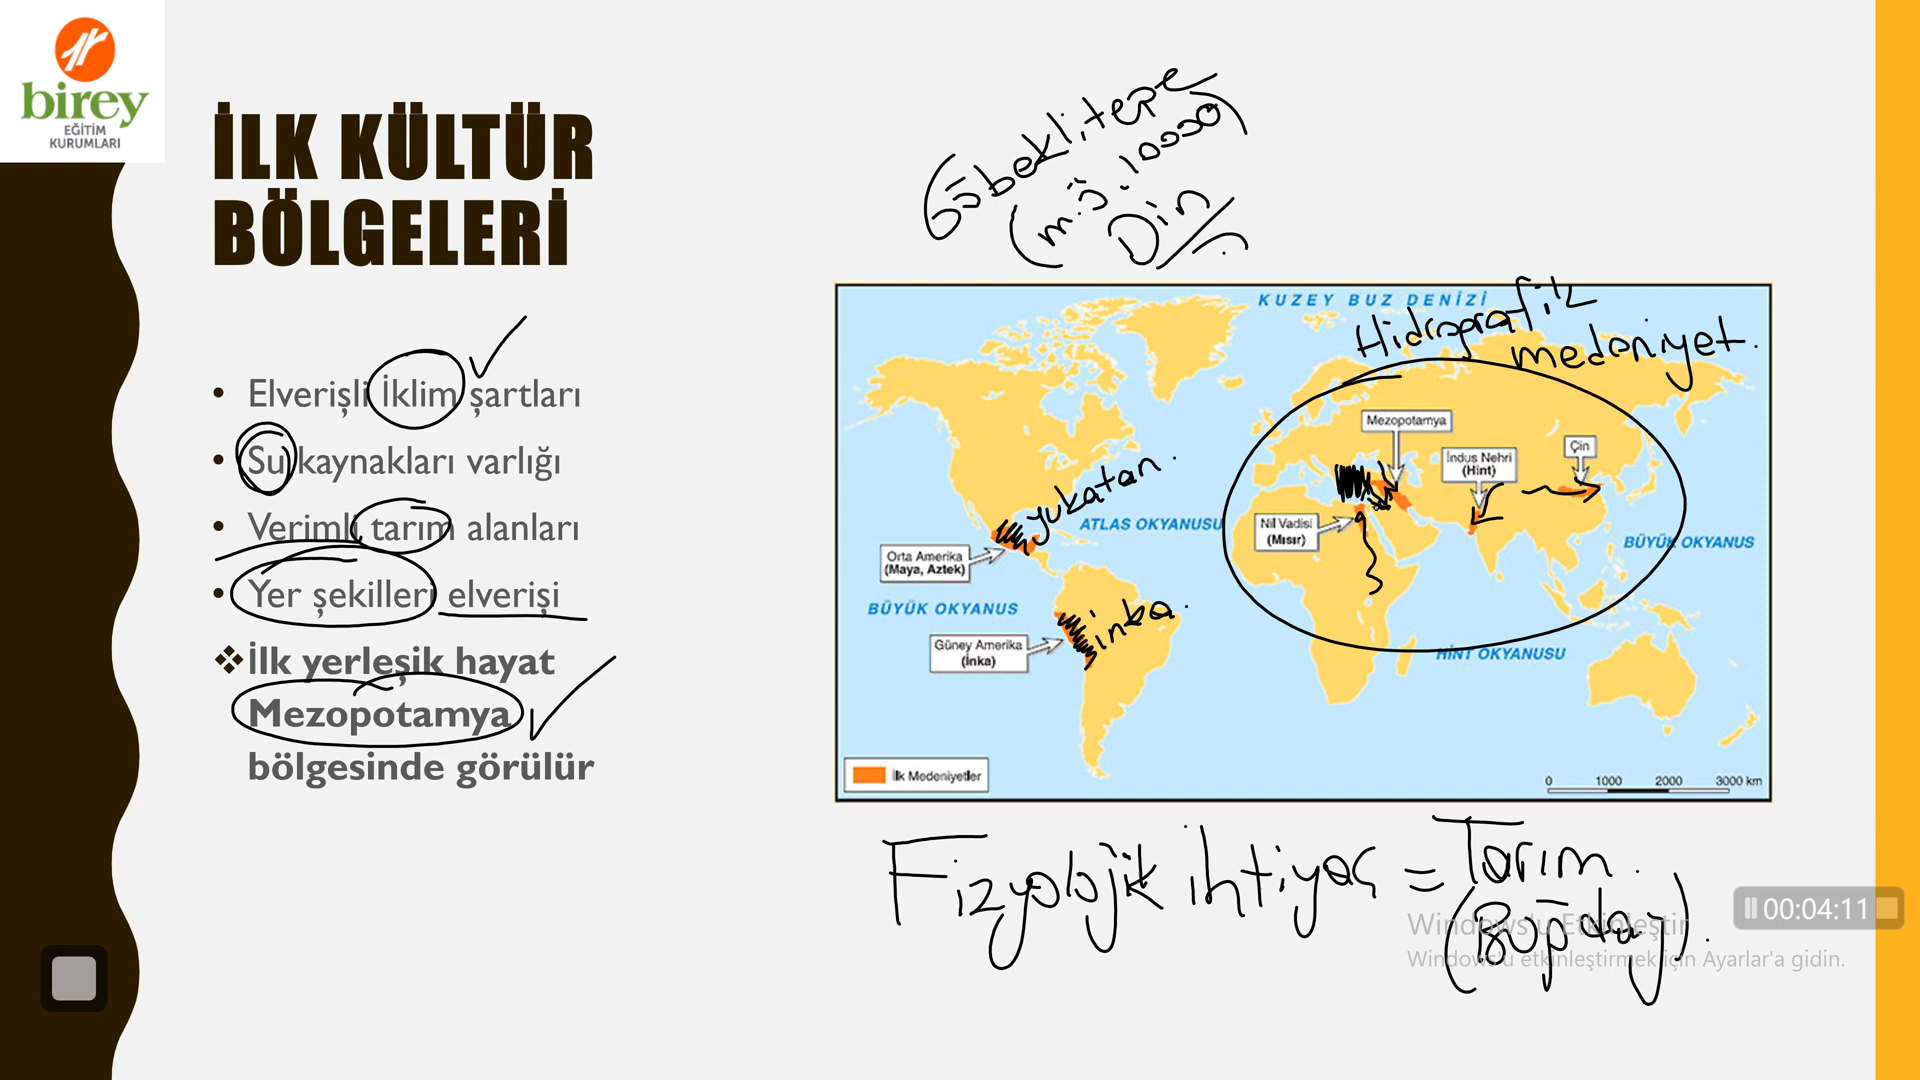 birey
EĞİTİM
KURUMLARI
İLK KÜLTÜR
BÖLGELERİ
• Elverişli İklim şartları
• Su kaynakları varlığı
• Verimli tarım alanları
• Yer şekilleri elverişi
❖ İlk yerleşik hayat
Mezopotamya
bölgesinde görülür
Göbeklitepe
(m.ö. 10000)
Din
KUZEY BUZ DENİZİ
Hidrografik
medeniyet.
Mezopotamya
İndus Nehri
(Hint)
Çin
yukatan.
ATLAS OKYANUSU
Nil Vadisi
(Mısır)
BÜYÜK OKYANUS
Orta Amerika
(Maya, Aztek)
BÜYÜK OKYANUS
inka.
Güney Amerika
(İnka)
HİNT OKYANUSU
İlk Medeniyetler
0 1000 2000 3000 km
Fizyolojik ihtiyaç = Tarım.
(Buğday).
00:04:11
Windows'u Etkinleştir
Windows'u etkinleştirmek için Ayarlar'a gidin.